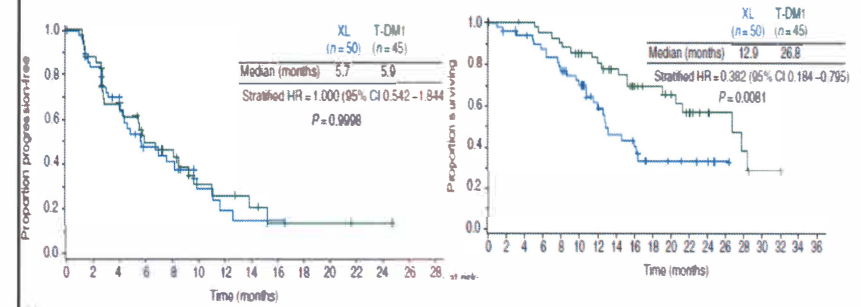 XL T-DM1
(n=50) (n=45)
Median (months) 5.7 5.9
Stratified HR = 1.000 (95% CI 0.542–1.844
P = 0.9998
Proportion progression-free
1.0
0.8
0.6
0.4
0.2
0.0
0 2 4 6 8 10 12 14 16 18 20 22 24 26 28
Time (months)
XL T-DM1
(n=50) (n=45)
Median (months) 12.9 26.8
Stratified HR = 0.382 (95% CI 0.184–0.795)
P = 0.0081
Proportion surviving
1.0
0.8
0.6
0.4
0.2
0.0
at risk
0 2 4 6 8 10 12 14 16 18 20 22 24 26 28 30 32 34 36
Time (months)